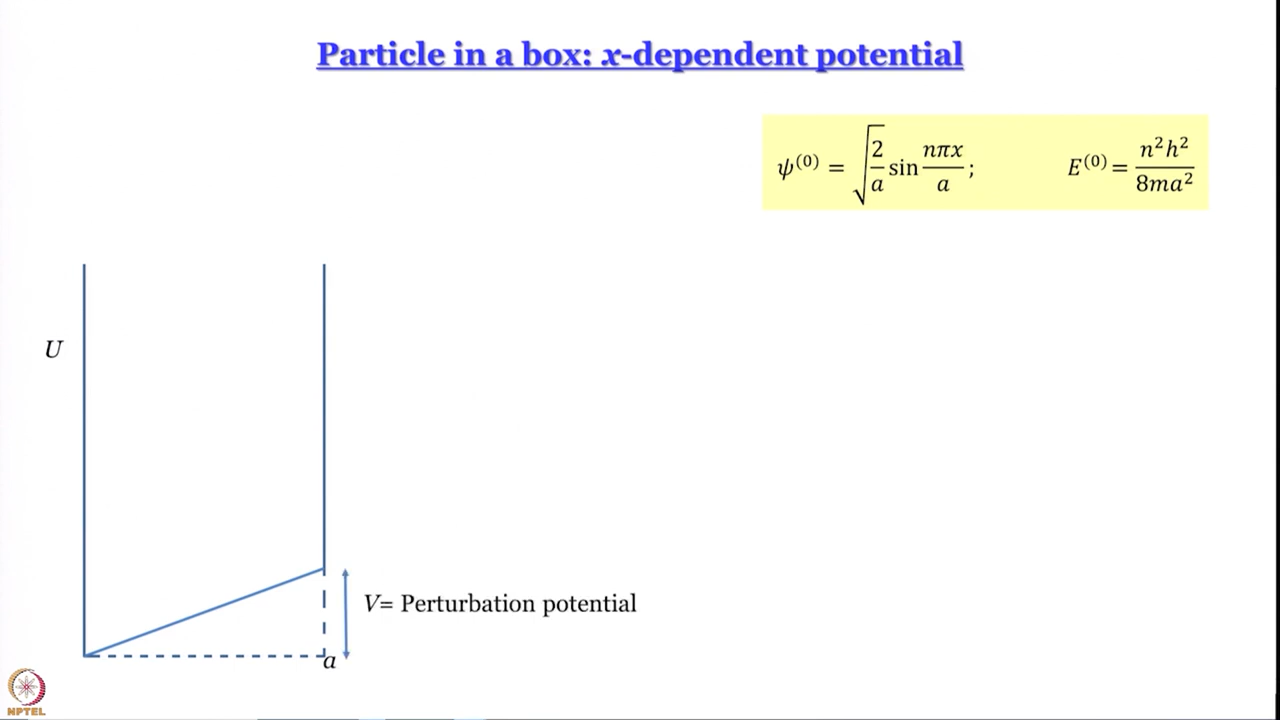 Particle in a box: x-dependent potential
ψ⁽⁰⁾ = √(2/a) sin nπx/a ; E⁽⁰⁾ = n²h²/8ma²
U
V= Perturbation potential
a
NPTEL